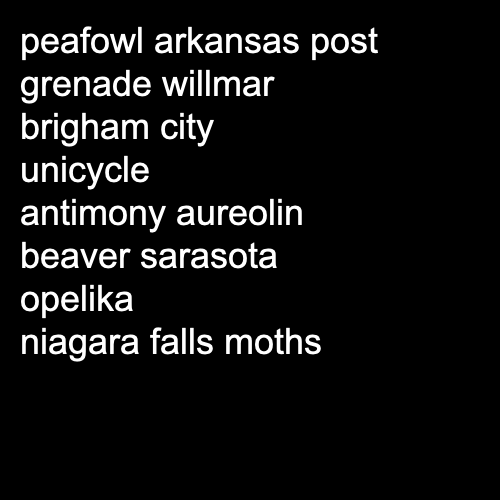 peafowl arkansas post
grenade willmar
brigham city
unicycle
antimony aureolin
beaver sarasota
opelika
niagara falls moths